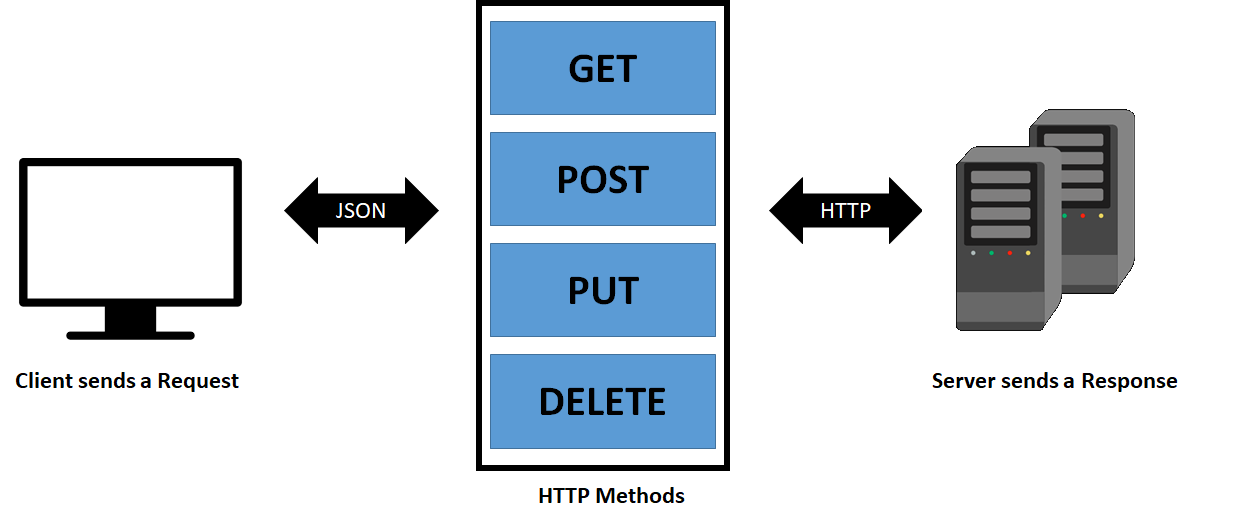 GET
POST
PUT
DELETE
JSON
HTTP
Client sends a Request
Server sends a Response
HTTP Methods